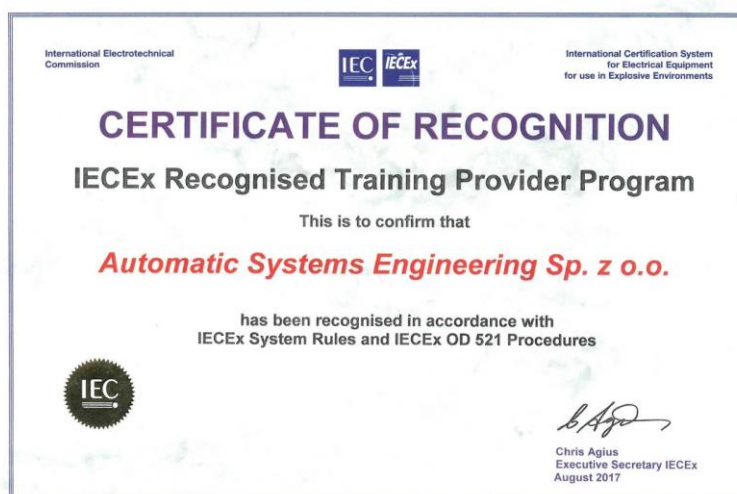 International Electrotechnical
Commission
IEC IECEx
International Certification System
for Electrical Equipment
for use in Explosive Environments
CERTIFICATE OF RECOGNITION
IECEx Recognised Training Provider Program
This is to confirm that
Automatic Systems Engineering Sp. z o.o.
has been recognised in accordance with
IECEx System Rules and IECEx OD 521 Procedures
IEC
Chris Agius
Executive Secretary IECEx
August 2017